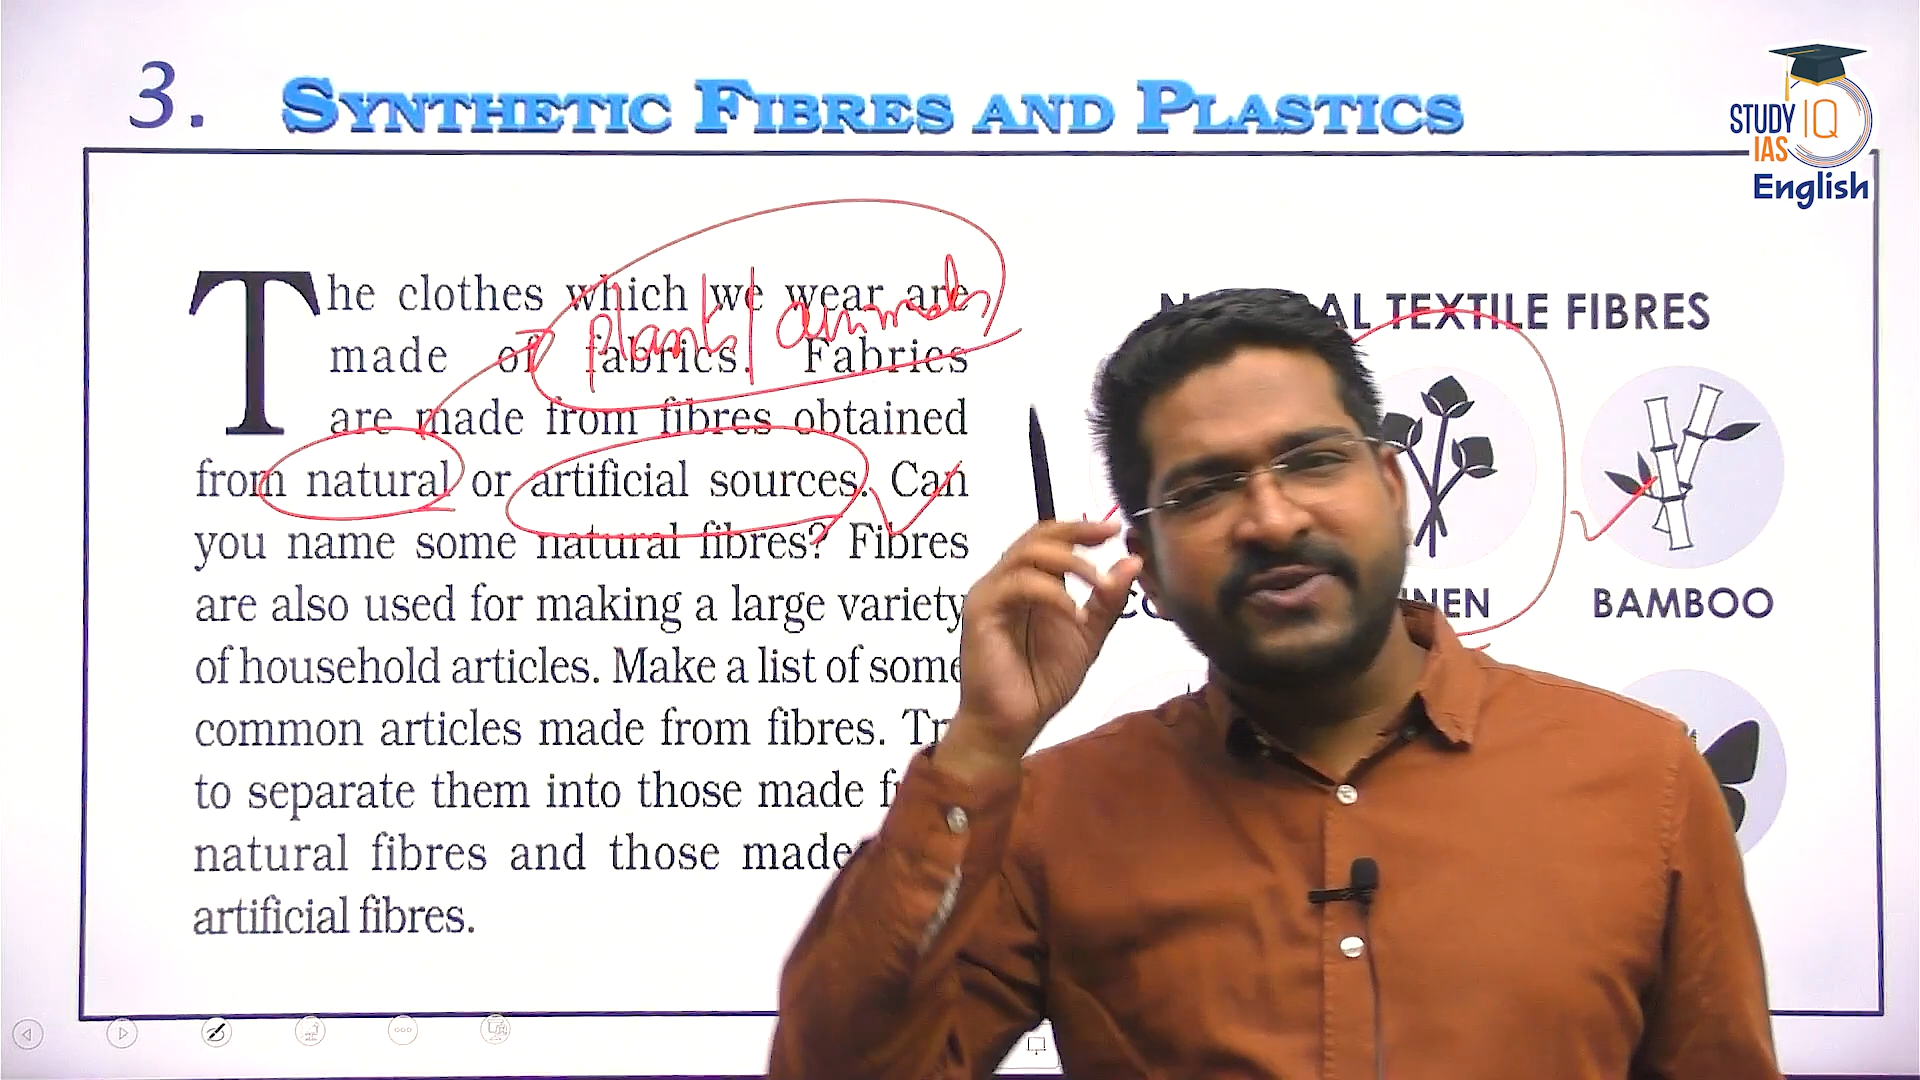 3. SYNTHETIC FIBRES AND PLASTICS
STUDY IQ
IAS
English
The clothes which we wear are
made of fabrics. Fabrics
are made from fibres obtained
from natural or artificial sources. Can
you name some natural fibres? Fibres
are also used for making a large variety
of household articles. Make a list of some
common articles made from fibres. Tr
to separate them into those made f
natural fibres and those made
artificial fibres.
plants/animals
TEXTILE FIBRES
BAMBOO